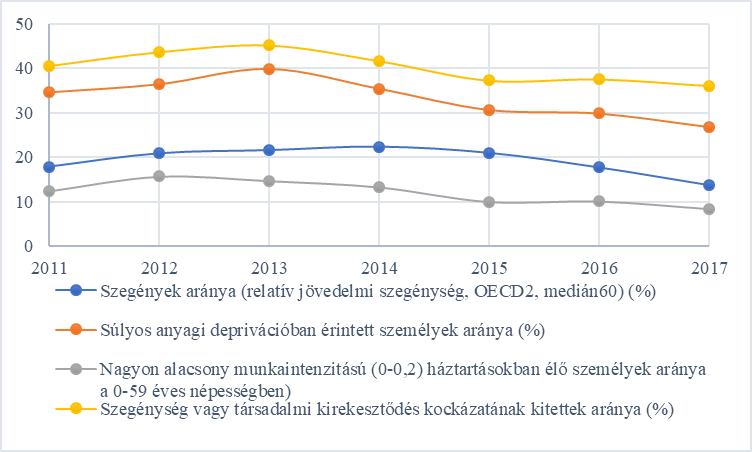 50
40
30
20
10
0
2011 2012 2013 2014 2015 2016 2017
Szegények aránya (relatív jövedelmi szegénység, OECD2, medián60) (%)
Súlyos anyagi deprivációban érintett személyek aránya (%)
Nagyon alacsony munkaintenzitású (0-0,2) háztartásokban élő személyek aránya
a 0-59 éves népességben)
Szegénység vagy társadalmi kirekesztődés kockázatának kitettek aránya (%)